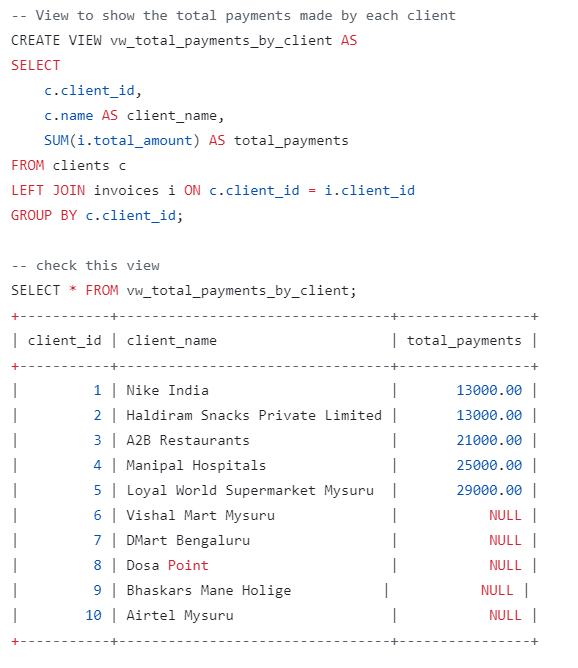 -- View to show the total payments made by each client
CREATE VIEW vw_total_payments_by_client AS
SELECT
    c.client_id,
    c.name AS client_name,
    SUM(i.total_amount) AS total_payments
FROM clients c
LEFT JOIN invoices i ON c.client_id = i.client_id
GROUP BY c.client_id;

-- check this view
SELECT * FROM vw_total_payments_by_client;
+-----------+---------------------------------+----------------+
| client_id | client_name                     | total_payments |
+-----------+---------------------------------+----------------+
|         1 | Nike India                      |       13000.00 |
|         2 | Haldiram Snacks Private Limited |       13000.00 |
|         3 | A2B Restaurants                 |       21000.00 |
|         4 | Manipal Hospitals               |       25000.00 |
|         5 | Loyal World Supermarket Mysuru  |       29000.00 |
|         6 | Vishal Mart Mysuru              |           NULL |
|         7 | DMart Bengaluru                 |           NULL |
|         8 | Dosa Point                      |           NULL |
|         9 | Bhaskars Mane Holige           |           NULL |
|        10 | Airtel Mysuru                   |           NULL |
+-----------+---------------------------------+----------------+